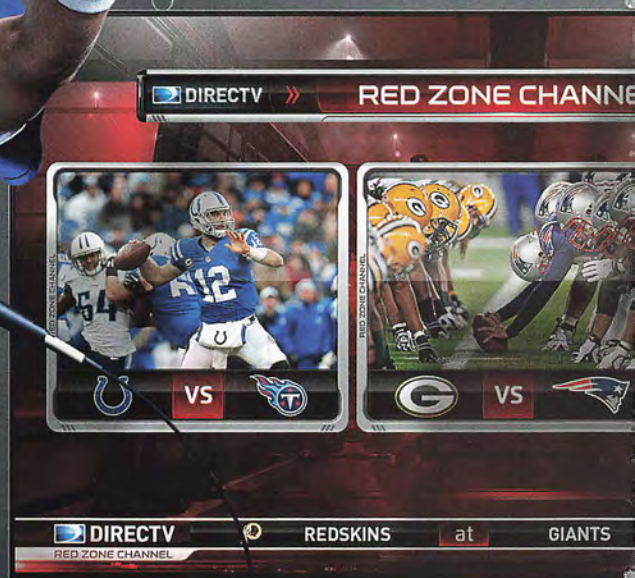 DIRECTV » RED ZONE CHANNE
RED ZONE CHANNEL
54
12
RED ZONE CHANNEL
G
G
VS
T
G
VS
DIRECTV
REDSKINS at GIANTS
RED ZONE CHANNEL